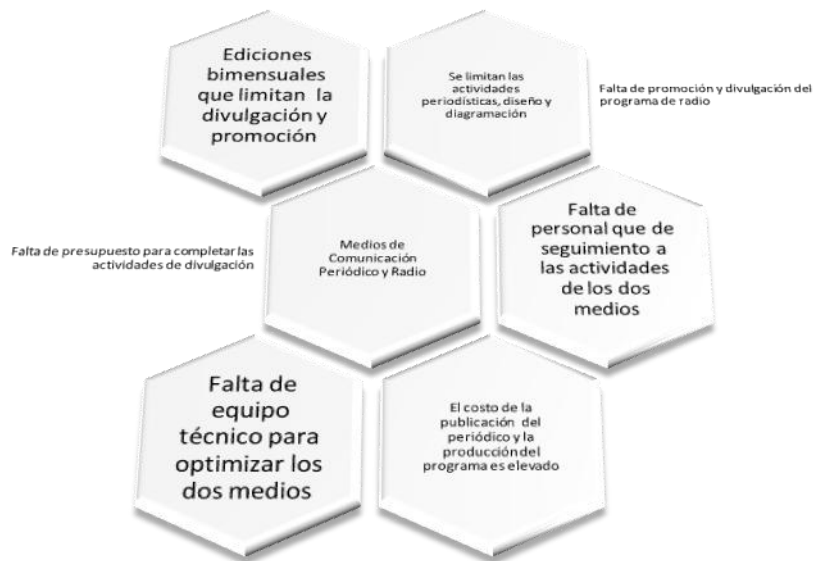 Ediciones
bimensuales
que limitan la
divulgación y
promoción
Se limitan las
actividades
periodísticas, diseño y
diagramación
Falta de promoción y divulgación del
programa de radio
Falta de presupuesto para completar las
actividades de divulgación
Medios de
Comunicación
Periódico y Radio
Falta de
personal que de
seguimiento a
las actividades
de los dos
medios
Falta de
equipo
técnico para
optimizar los
dos medios
El costo de la
publicación del
periódico y la
producción del
programa es elevado